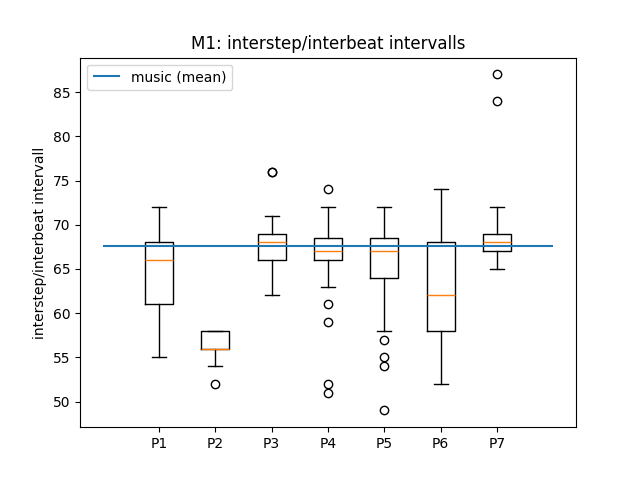 M1: interstep/interbeat intervalls
music (mean)
interstep/interbeat intervall
85
80
75
70
65
60
55
50
P1 P2 P3 P4 P5 P6 P7